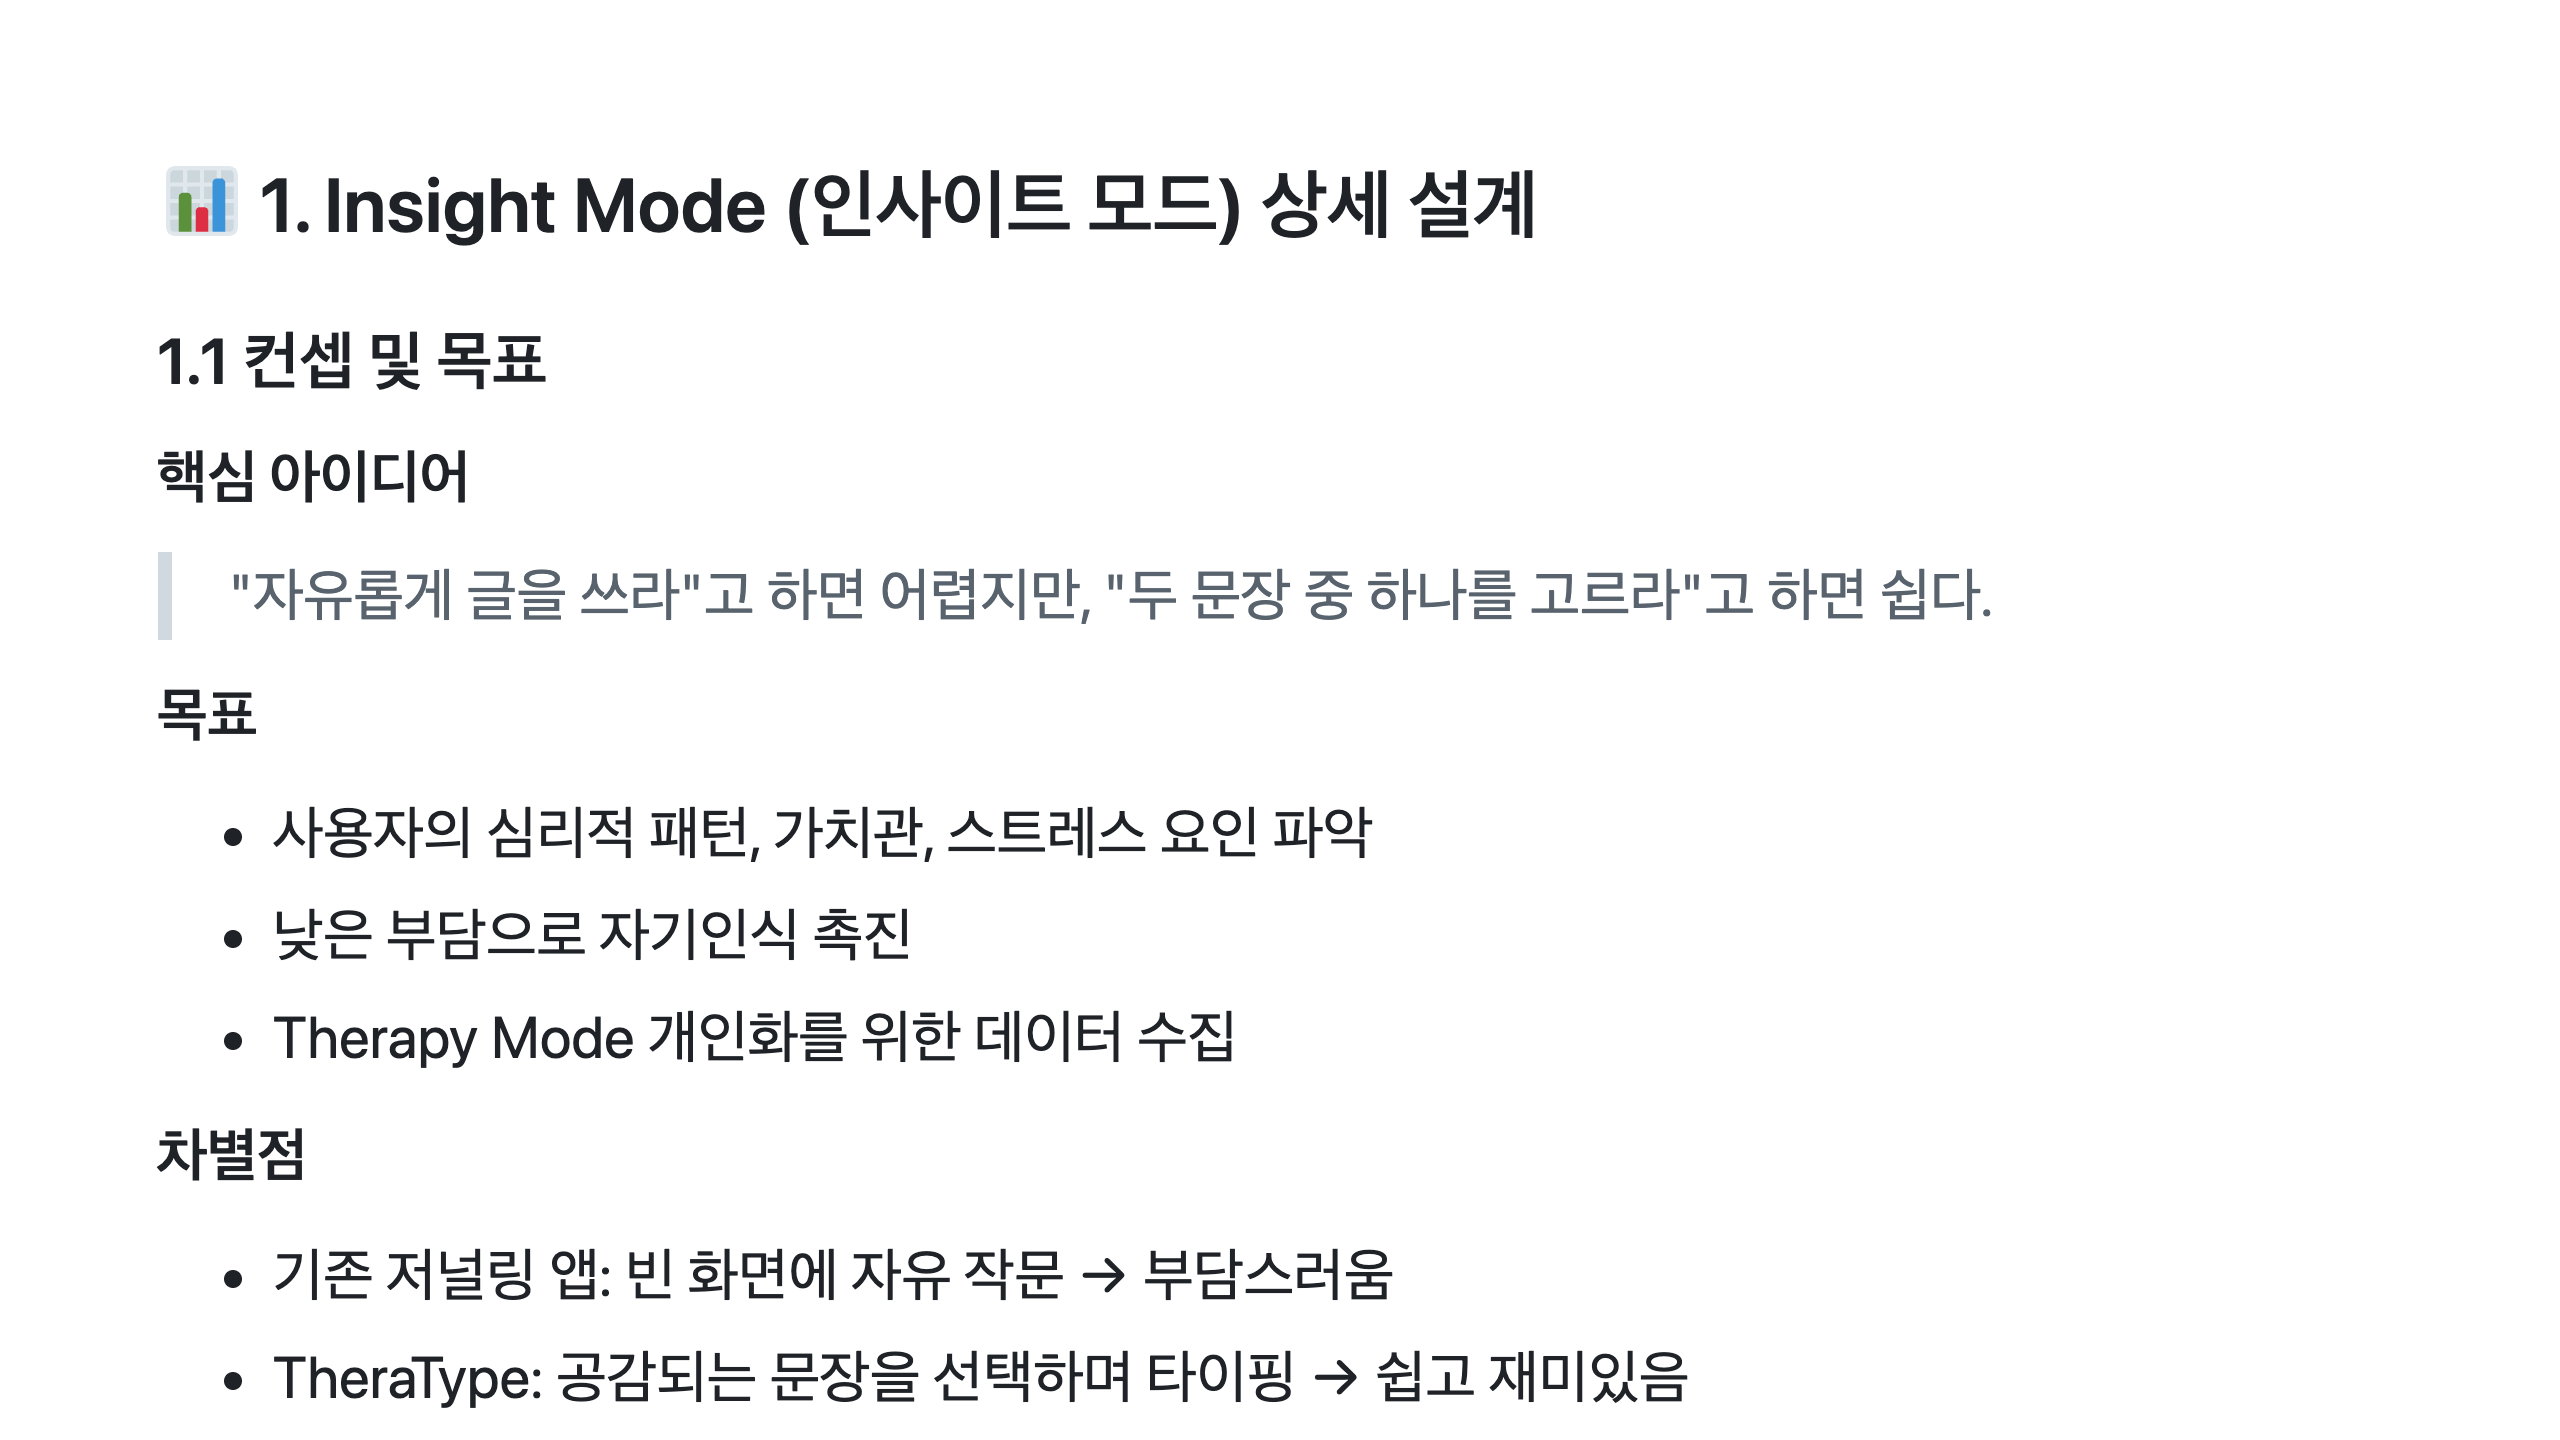 1. Insight Mode (인사이트 모드) 상세 설계
1.1 컨셉 및 목표
핵심 아이디어
"자유롭게 글을 쓰라"고 하면 어렵지만, "두 문장 중 하나를 고르라"고 하면 쉽다.
목표
• 사용자의 심리적 패턴, 가치관, 스트레스 요인 파악
• 낮은 부담으로 자기인식 촉진
• Therapy Mode 개인화를 위한 데이터 수집
차별점
• 기존 저널링 앱: 빈 화면에 자유 작문 → 부담스러움
• TheraType: 공감되는 문장을 선택하며 타이핑 → 쉽고 재미있음